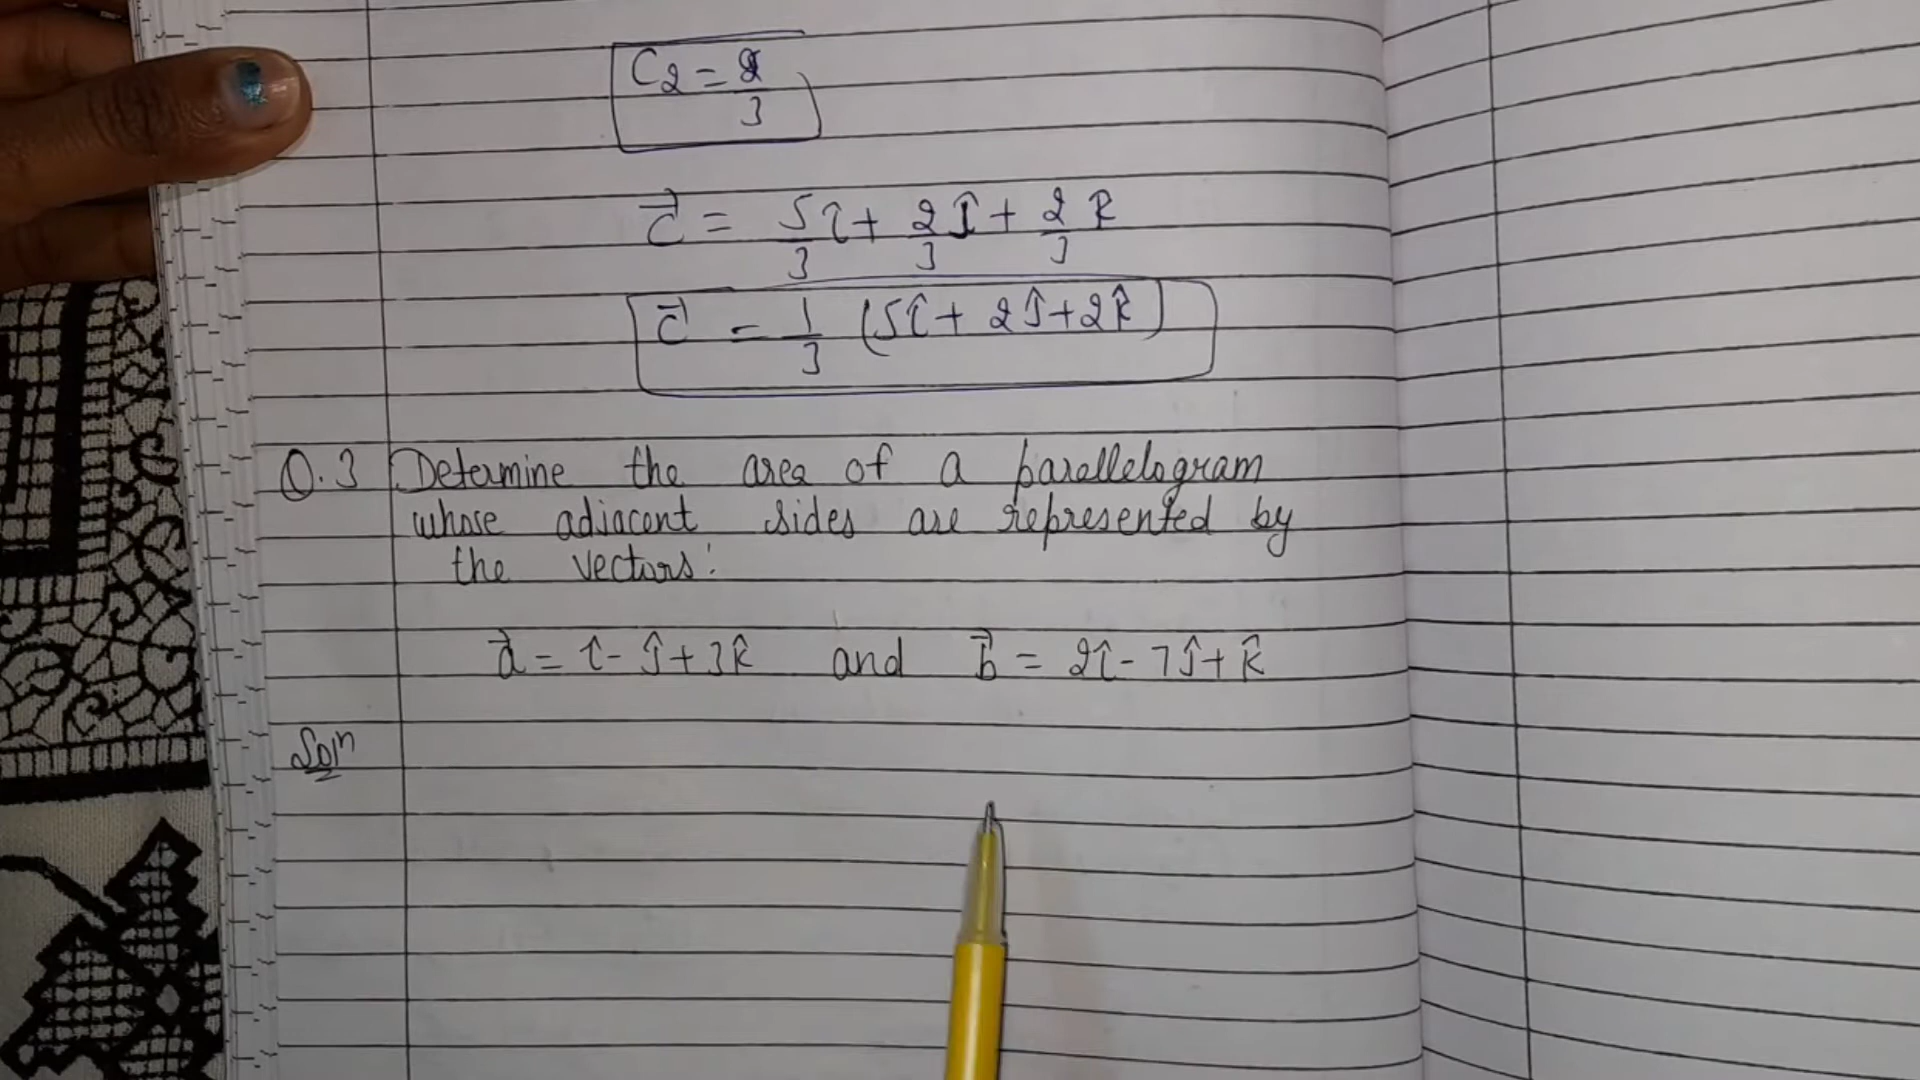 C₂ = 2/3
c⃗ = 5/3 î + 2/3 ĵ + 2/3 k̂
c⃗ = 1/3 (5î + 2ĵ + 2k̂)
Q.3 Determine the area of a parallelogram
whose adjacent sides are represented by
the vectors:
a⃗ = î - ĵ + 3k̂ and b⃗ = 2î - 7ĵ + k̂
Solⁿ